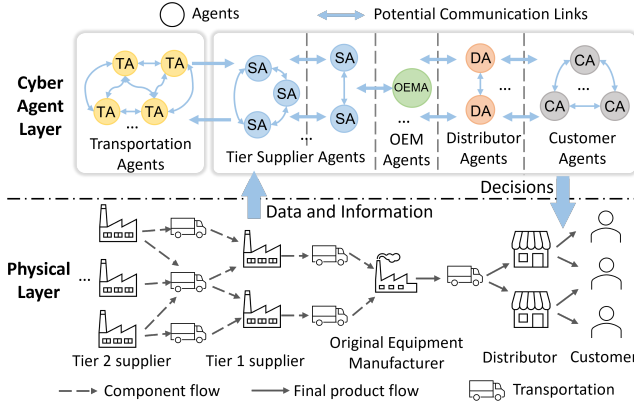 Agents
Potential Communication Links
Cyber
Agent
Layer
TA
TA
TA
TA
...
Transportation
Agents
SA
SA
SA
SA
SA
...
Tier Supplier Agents
OEMA
...
OEM
Agents
DA
DA
...
Distributor
Agents
CA
...
CA
CA
Customer
Agents
Data and Information
Decisions
Physical
Layer
...
Tier 2 supplier
Tier 1 supplier
Original Equipment
Manufacturer
Distributor
Customer
Component flow
Final product flow
Transportation